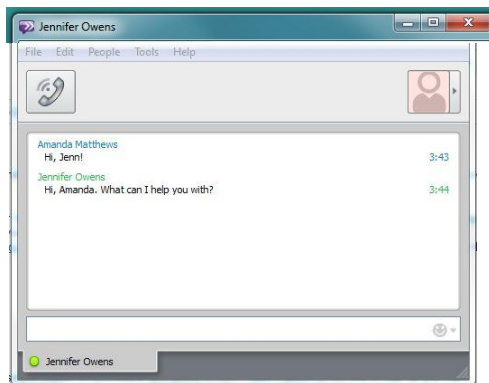 Jennifer Owens
File Edit People Tools Help
Amanda Matthews
Hi, Jenn! 3:43
Jennifer Owens
Hi, Amanda. What can I help you with? 3:44
Jennifer Owens